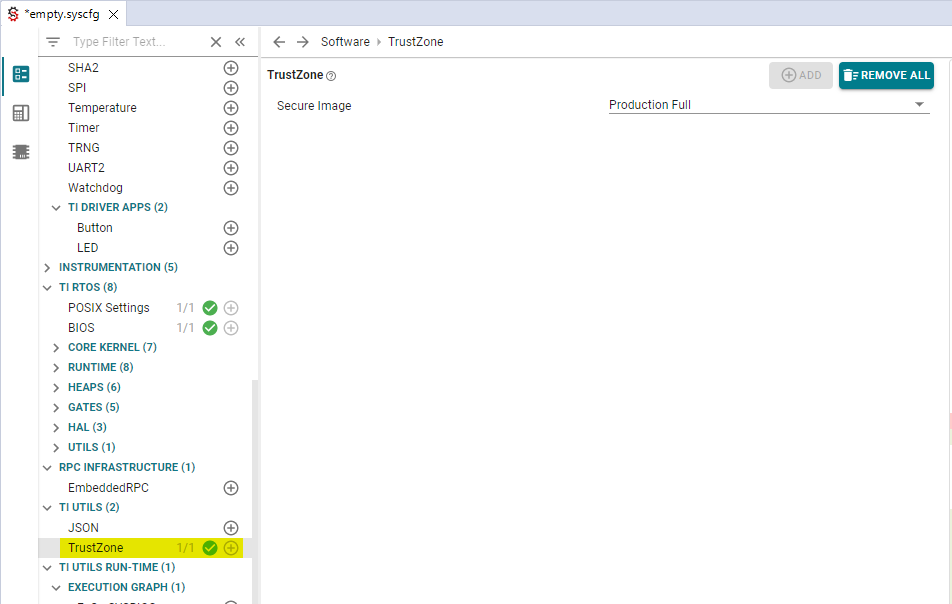 *empty.syscfg
Type Filter Text...
Software › TrustZone
SHA2
SPI
Temperature
Timer
TRNG
UART2
Watchdog
TI DRIVER APPS (2)
Button
LED
INSTRUMENTATION (5)
TI RTOS (8)
POSIX Settings 1/1
BIOS 1/1
CORE KERNEL (7)
RUNTIME (8)
HEAPS (6)
GATES (5)
HAL (3)
UTILS (1)
RPC INFRASTRUCTURE (1)
EmbeddedRPC
TI UTILS (2)
JSON
TrustZone 1/1
TI UTILS RUN-TIME (1)
EXECUTION GRAPH (1)
TrustZone
ADD
REMOVE ALL
Secure Image
Production Full